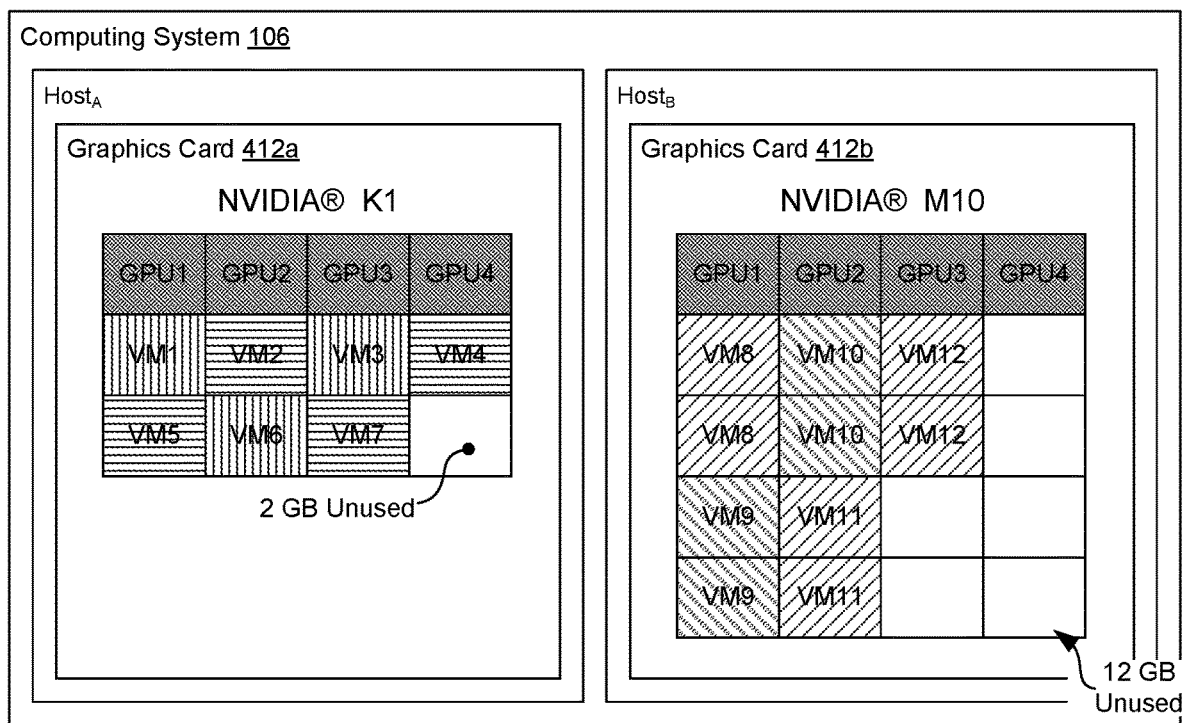 Computing System 106
HostA
HostB
Graphics Card 412a
Graphics Card 412b
NVIDIA® K1
NVIDIA® M10
GPU1 GPU2 GPU3 GPU4
GPU1 GPU2 GPU3 GPU4
VM1 VM2 VM3 VM4
VM8 VM10 VM12
VM5 VM6 VM7
VM8 VM10 VM12
2 GB Unused
VM9 VM11
VM9 VM11
12 GB
Unused